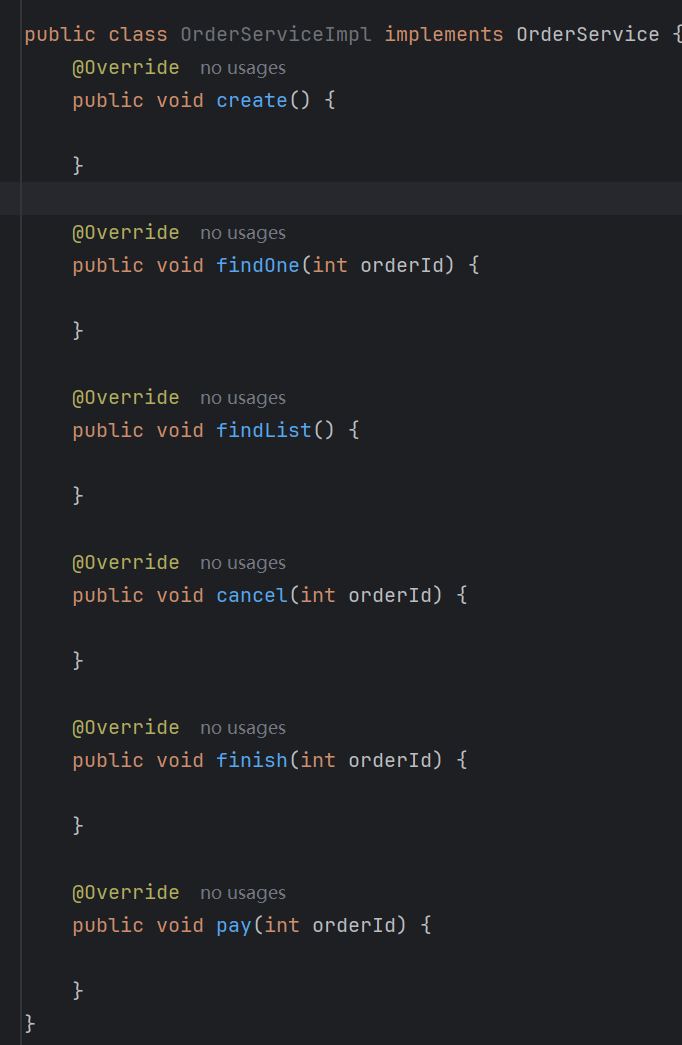 public class OrderServiceImpl implements OrderService {
    @Override no usages
    public void create() {
    }
    @Override no usages
    public void findOne(int orderId) {
    }
    @Override no usages
    public void findList() {
    }
    @Override no usages
    public void cancel(int orderId) {
    }
    @Override no usages
    public void finish(int orderId) {
    }
    @Override no usages
    public void pay(int orderId) {
    }
}